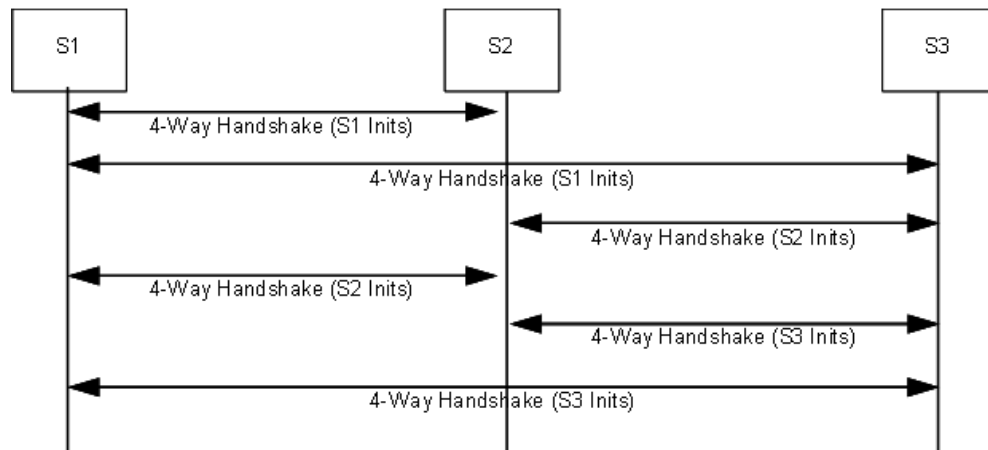 S1
S2
S3
4-Way Handshake (S1 Inits)
4-Way Handshake (S1 Inits)
4-Way Handshake (S2 Inits)
4-Way Handshake (S2 Inits)
4-Way Handshake (S3 Inits)
4-Way Handshake (S3 Inits)